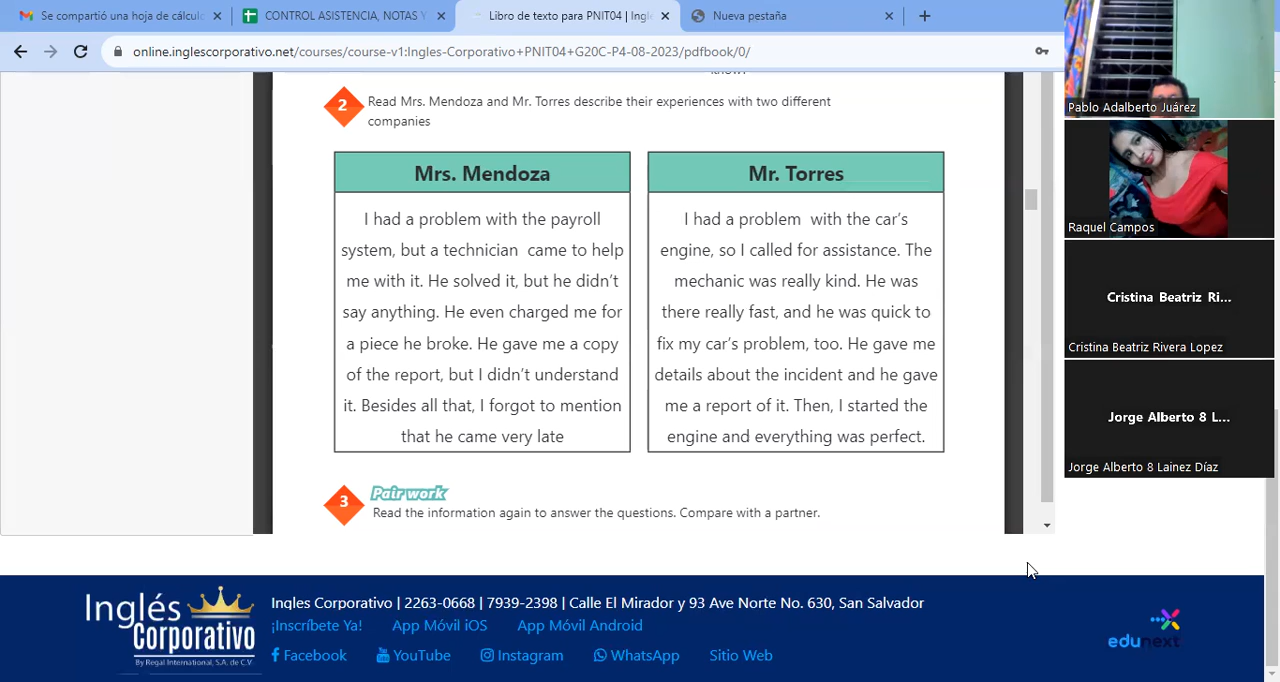 Se compartió una hoja de cálcul
CONTROL ASISTENCIA, NOTAS Y
Libro de texto para PNIT04 | Ingl
Nueva pestaña
online.inglescorporativo.net/courses/course-v1:Ingles-Corporativo+PNIT04+G20C-P4-08-2023/pdfbook/0/
2
Read Mrs. Mendoza and Mr. Torres describe their experiences with two different
companies
Mrs. Mendoza
I had a problem with the payroll
system, but a technician came to help
me with it. He solved it, but he didn't
say anything. He even charged me for
a piece he broke. He gave me a copy
of the report, but I didn't understand
it. Besides all that, I forgot to mention
that he came very late
Mr. Torres
I had a problem with the car's
engine, so I called for assistance. The
mechanic was really kind. He was
there really fast, and he was quick to
fix my car's problem, too. He gave me
details about the incident and he gave
me a report of it. Then, I started the
engine and everything was perfect.
3
Pair work
Read the information again to answer the questions. Compare with a partner.
Pablo Adalberto Juárez
Raquel Campos
Cristina Beatriz Ri...
Cristina Beatriz Rivera Lopez
Jorge Alberto 8 L...
Jorge Alberto 8 Lainez Díaz
Inglés
Corporativo
By Regal International, S.A. de C.V
Ingles Corporativo | 2263-0668 | 7939-2398 | Calle El Mirador y 93 Ave Norte No. 630, San Salvador
¡Inscríbete Ya! App Móvil iOS App Móvil Android
Facebook YouTube Instagram WhatsApp Sitio Web
edunext